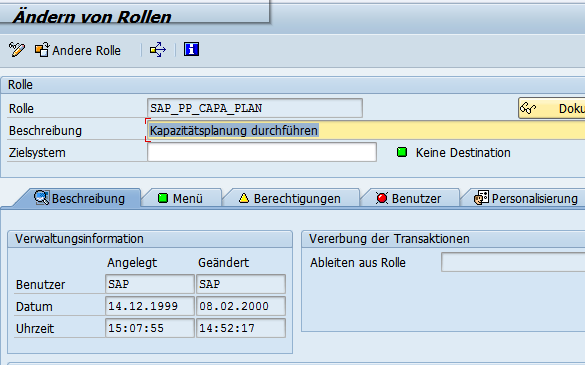 Ändern von Rollen
Andere Rolle
Rolle
Rolle SAP_PP_CAPA_PLAN Doku
Beschreibung Kapazitätsplanung durchführen
Zielsystem Keine Destination
Beschreibung Menü Berechtigungen Benutzer Personalisierung
Verwaltungsinformation Vererbung der Transaktionen
Angelegt Geändert Ableiten aus Rolle
Benutzer SAP SAP
Datum 14.12.1999 08.02.2000
Uhrzeit 15:07:55 14:52:17